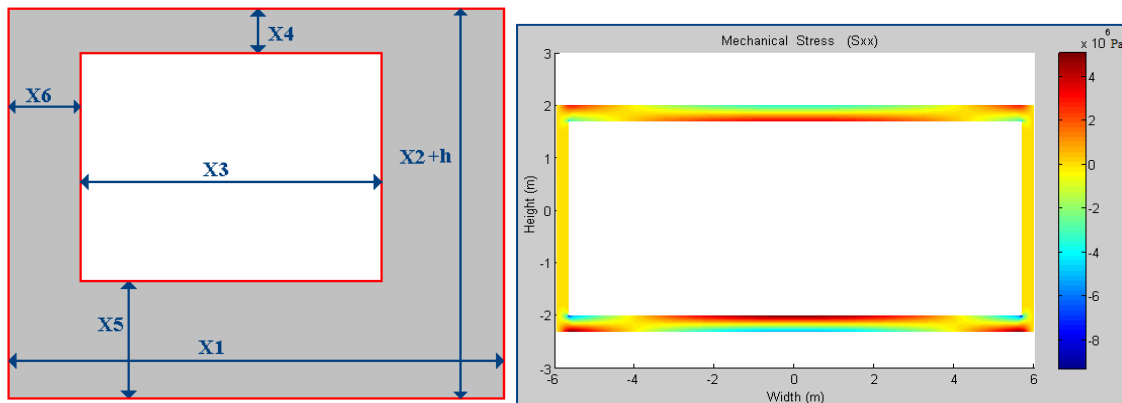 X4
X6
X2+h
X3
X5
X1
Mechanical Stress (Sxx)
x 10^6 Pa
3
2
1
0
-1
-2
-3
Height (m)
-6
-4
-2
0
2
4
6
Width (m)
4
2
0
-2
-4
-6
-8